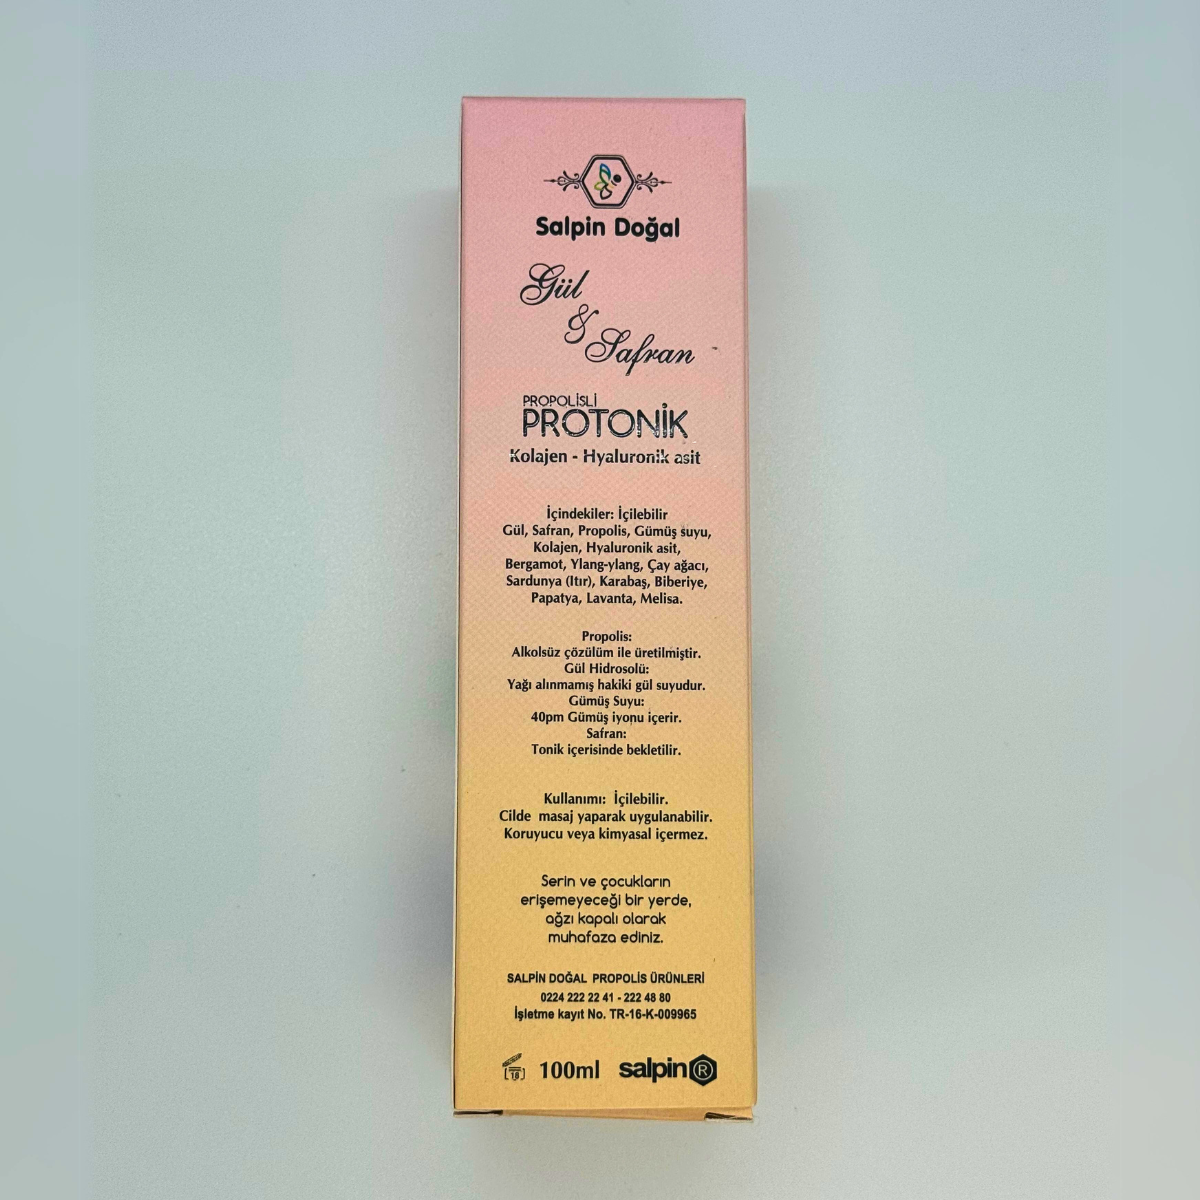 Salpin Doğal
Gül
&
Safran
PROPOLİSLİ
PROTONİK
Kolajen - Hyaluronik asit
İçindekiler: İçilebilir
Gül, Safran, Propolis, Gümüş suyu,
Kolajen, Hyaluronik asit,
Bergamot, Ylang-ylang, Çay ağacı,
Sardunya (Itır), Karabaş, Biberiye,
Papatya, Lavanta, Melisa.
Propolis:
Alkolsüz çözülüm ile üretilmiştir.
Gül Hidrosolü:
Yağı alınmamış hakiki gül suyudur.
Gümüş Suyu:
40pm Gümüş iyonu içerir.
Safran:
Tonik içerisinde bekletilir.
Kullanımı: İçilebilir.
Cilde masaj yaparak uygulanabilir.
Koruyucu veya kimyasal içermez.
Serin ve çocukların
erişemeyeceği bir yerde,
ağzı kapalı olarak
muhafaza ediniz.
SALPİN DOĞAL PROPOLİS ÜRÜNLERİ
0224 222 22 41 - 222 48 80
İşletme kayıt No. TR-16-K-009965
18 100ml salpin ®